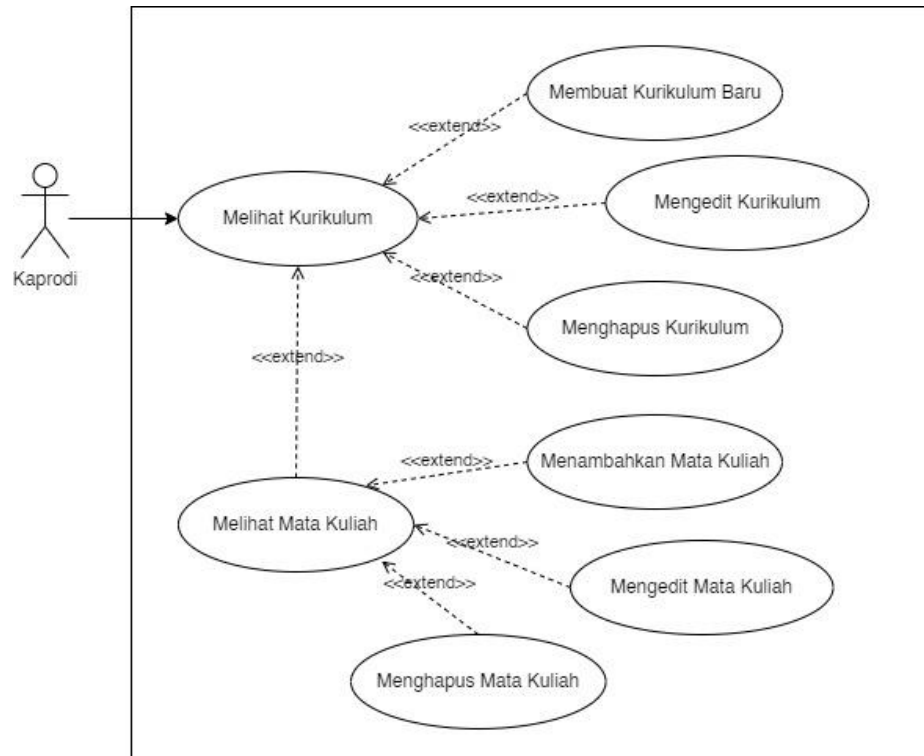 Membuat Kurikulum Baru
<<extend>>
Mengedit Kurikulum
<<extend>>
Melihat Kurikulum
<<extend>>
Kaprodi
Menghapus Kurikulum
<<extend>>
Menambahkan Mata Kuliah
<<extend>>
Melihat Mata Kuliah
<<extend>>
Mengedit Mata Kuliah
<<extend>>
Menghapus Mata Kuliah